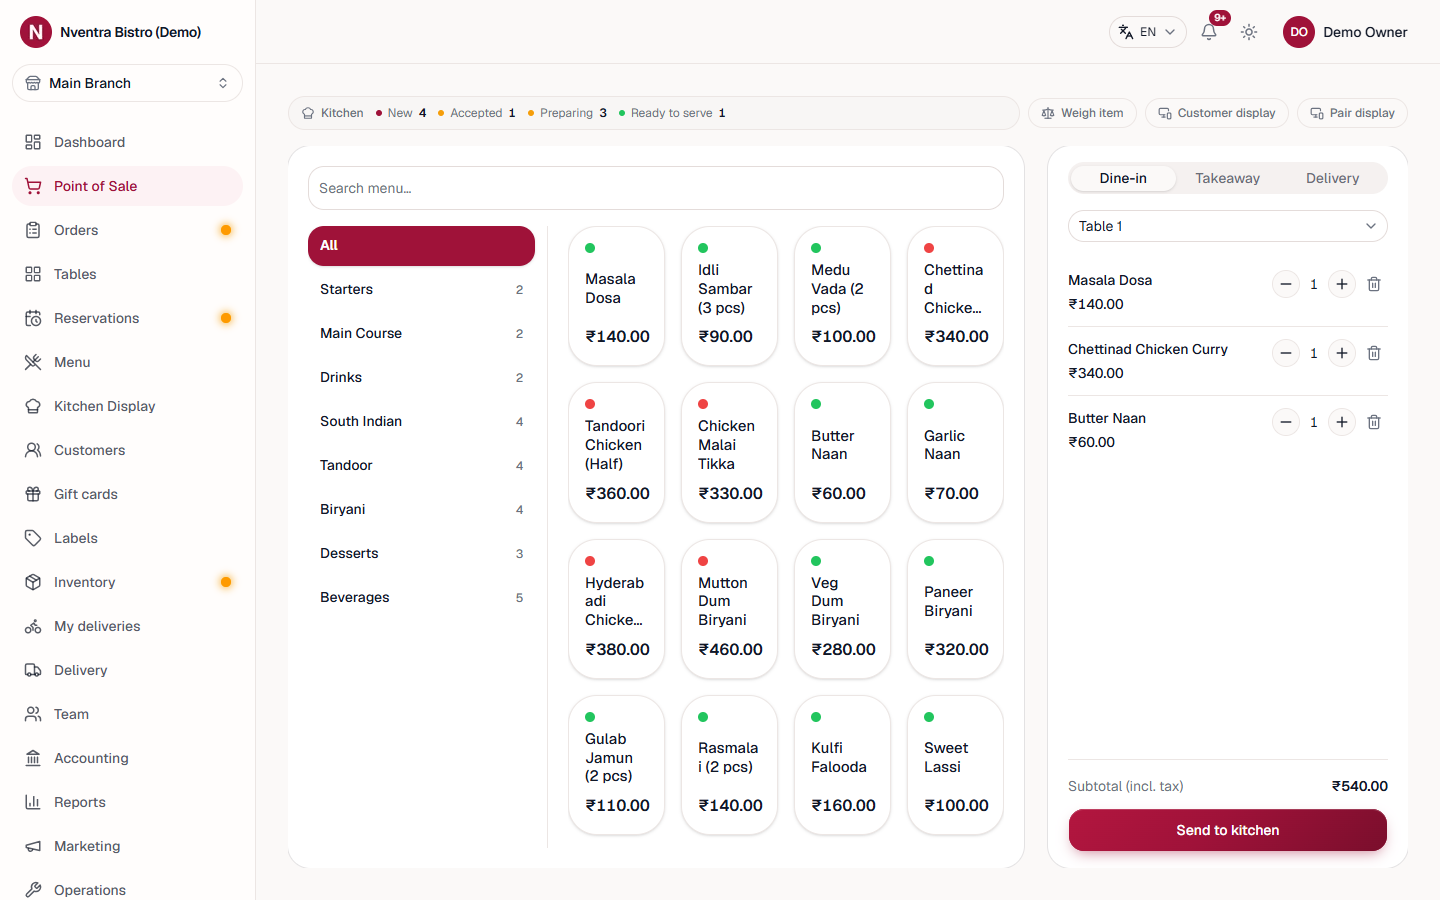 N Nventra Bistro (Demo)
Main Branch
Dashboard
Point of Sale
Orders
Tables
Reservations
Menu
Kitchen Display
Customers
Gift cards
Labels
Inventory
My deliveries
Delivery
Team
Accounting
Reports
Marketing
Operations
EN
9+
DO Demo Owner
Kitchen New 4 Accepted 1 Preparing 3 Ready to serve 1
Weigh item
Customer display
Pair display
Search menu...
All
Starters 2
Main Course 2
Drinks 2
South Indian 4
Tandoor 4
Biryani 4
Desserts 3
Beverages 5
Masala
Dosa
₹140.00
Idli
Sambar
(3 pcs)
₹90.00
Medu
Vada (2
pcs)
₹100.00
Chettina
d
Chicke...
₹340.00
Tandoori
Chicken
(Half)
₹360.00
Chicken
Malai
Tikka
₹330.00
Butter
Naan
₹60.00
Garlic
Naan
₹70.00
Hyderab
adi
Chicke...
₹380.00
Mutton
Dum
Biryani
₹460.00
Veg
Dum
Biryani
₹280.00
Paneer
Biryani
₹320.00
Gulab
Jamun
(2 pcs)
₹110.00
Rasmala
i (2 pcs)
₹140.00
Kulfi
Falooda
₹160.00
Sweet
Lassi
₹100.00
Dine-in Takeaway Delivery
Table 1
Masala Dosa
₹140.00
1
Chettinad Chicken Curry
₹340.00
1
Butter Naan
₹60.00
1
Subtotal (incl. tax) ₹540.00
Send to kitchen